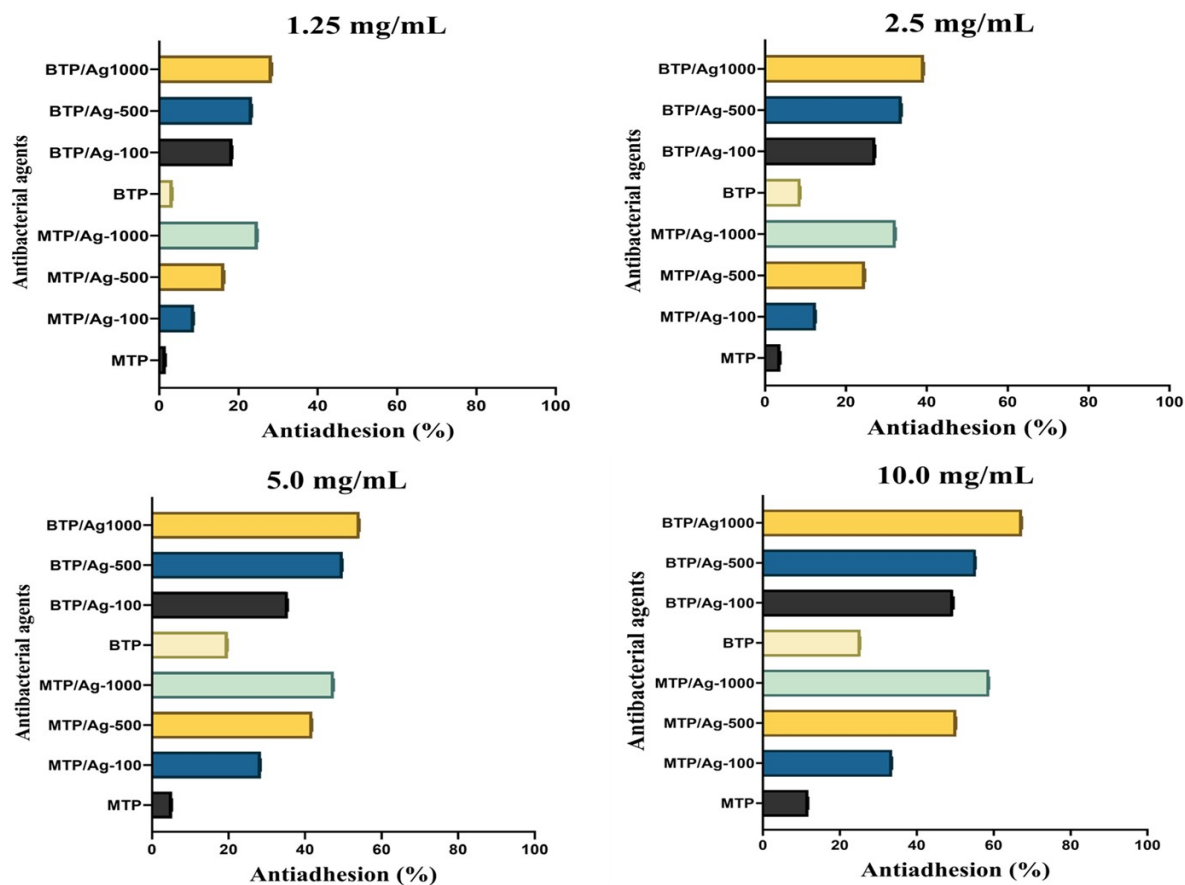 1.25 mg/mL
Antibacterial agents
BTP/Ag1000
BTP/Ag-500
BTP/Ag-100
BTP
MTP/Ag-1000
MTP/Ag-500
MTP/Ag-100
MTP
0 20 40 60 80 100
Antiadhesion (%)
2.5 mg/mL
Antibacterial agents
BTP/Ag1000
BTP/Ag-500
BTP/Ag-100
BTP
MTP/Ag-1000
MTP/Ag-500
MTP/Ag-100
MTP
0 20 40 60 80 100
Antiadhesion (%)
5.0 mg/mL
Antibacterial agents
BTP/Ag1000
BTP/Ag-500
BTP/Ag-100
BTP
MTP/Ag-1000
MTP/Ag-500
MTP/Ag-100
MTP
0 20 40 60 80 100
Antiadhesion (%)
10.0 mg/mL
Antibacterial agents
BTP/Ag1000
BTP/Ag-500
BTP/Ag-100
BTP
MTP/Ag-1000
MTP/Ag-500
MTP/Ag-100
MTP
0 20 40 60 80 100
Antiadhesion (%)